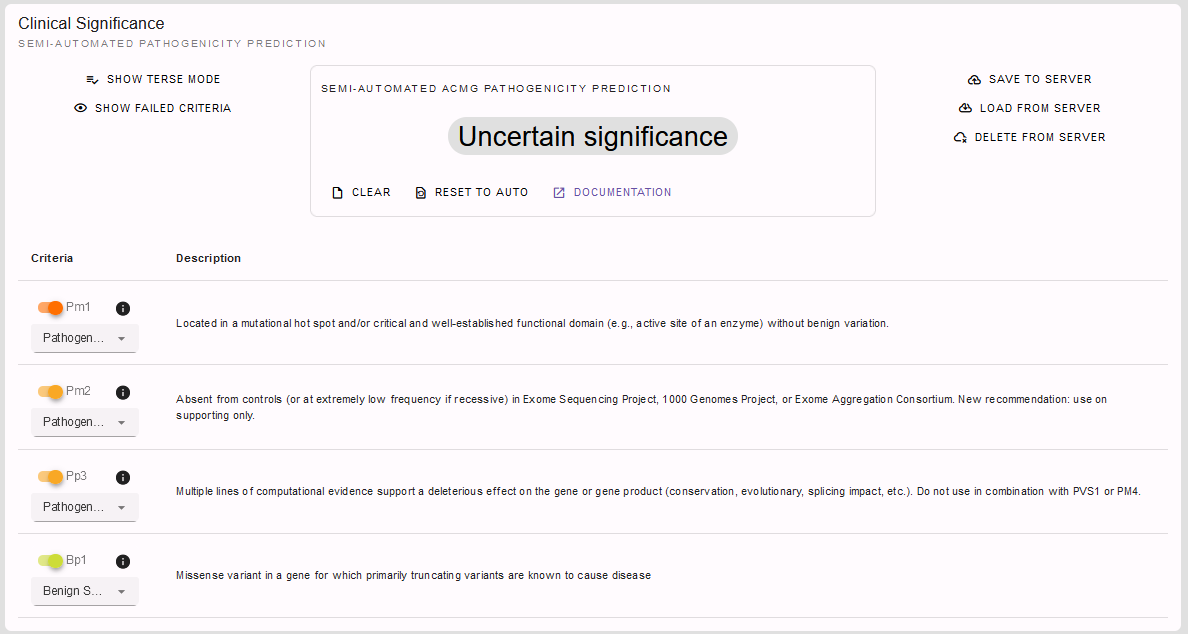 Clinical Significance
SEMI-AUTOMATED PATHOGENICITY PREDICTION
SHOW TERSE MODE
SHOW FAILED CRITERIA
SEMI-AUTOMATED ACMG PATHOGENICITY PREDICTION
Uncertain significance
CLEAR
RESET TO AUTO
DOCUMENTATION
SAVE TO SERVER
LOAD FROM SERVER
DELETE FROM SERVER
Criteria
Description
Pm1
Pathogen...
Located in a mutational hot spot and/or critical and well-established functional domain (e.g., active site of an enzyme) without benign variation.
Pm2
Pathogen...
Absent from controls (or at extremely low frequency if recessive) in Exome Sequencing Project, 1000 Genomes Project, or Exome Aggregation Consortium. New recommendation: use on
supporting only.
Pp3
Pathogen...
Multiple lines of computational evidence support a deleterious effect on the gene or gene product (conservation, evolutionary, splicing impact, etc.). Do not use in combination with PVS1 or PM4.
Bp1
Benign S...
Missense variant in a gene for which primarily truncating variants are known to cause disease